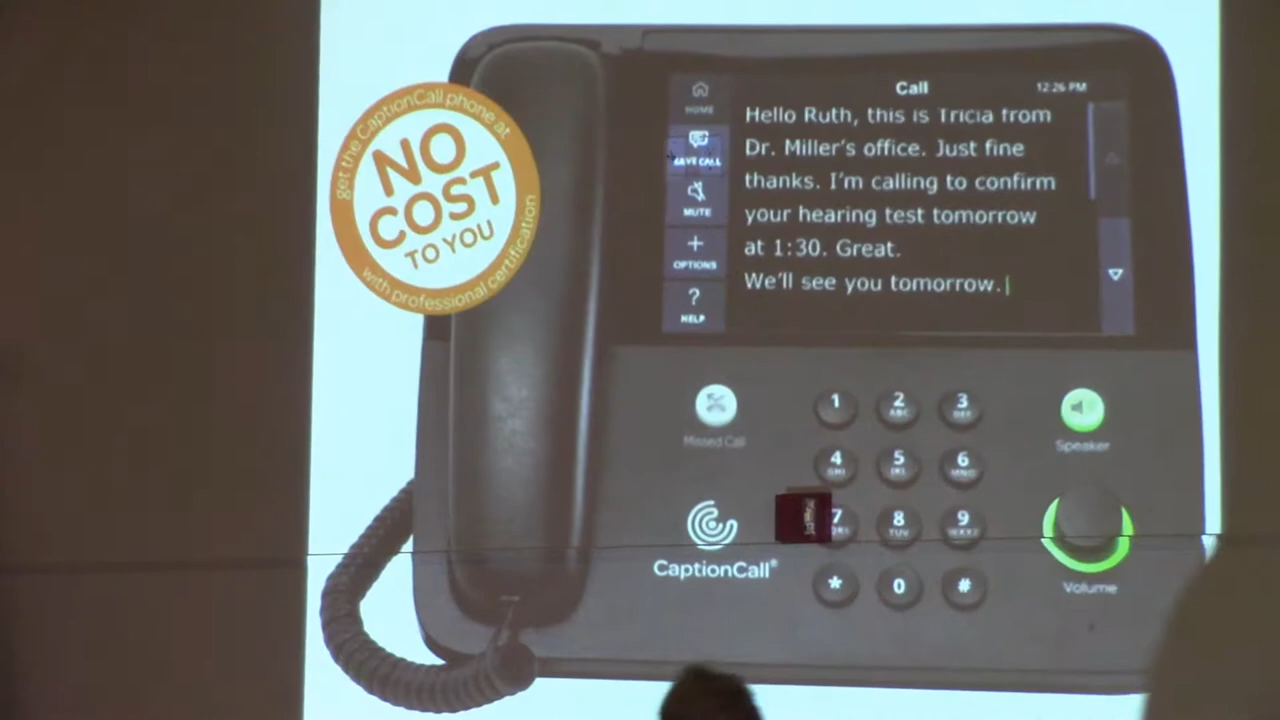 get the CaptionCall phone at
NO
COST
TO YOU
with professional certification
Call
12:26 PM
HOME
SAVE CALL
MUTE
OPTIONS
HELP
Hello Ruth, this is Tricia from
Dr. Miller's office. Just fine
thanks. I'm calling to confirm
your hearing test tomorrow
at 1:30. Great.
We'll see you tomorrow.
Missed Call
CaptionCall®
1
2 ABC
3 DEF
4 GHI
5 JKL
6 MNO
7
8 TUV
9 WXYZ
*
0
#
Speaker
Volume